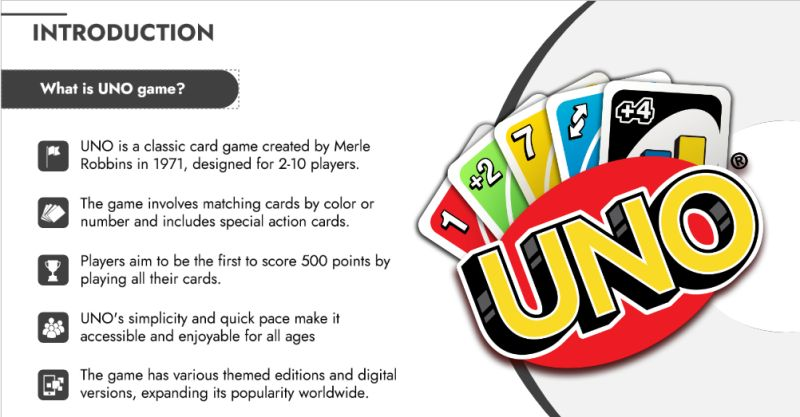 INTRODUCTION
What is UNO game?
UNO is a classic card game created by Merle
Robbins in 1971, designed for 2-10 players.
The game involves matching cards by color or
number and includes special action cards.
Players aim to be the first to score 500 points by
playing all their cards.
UNO's simplicity and quick pace make it
accessible and enjoyable for all ages
The game has various themed editions and digital
versions, expanding its popularity worldwide.
1
+2
7
+4
UNO
®